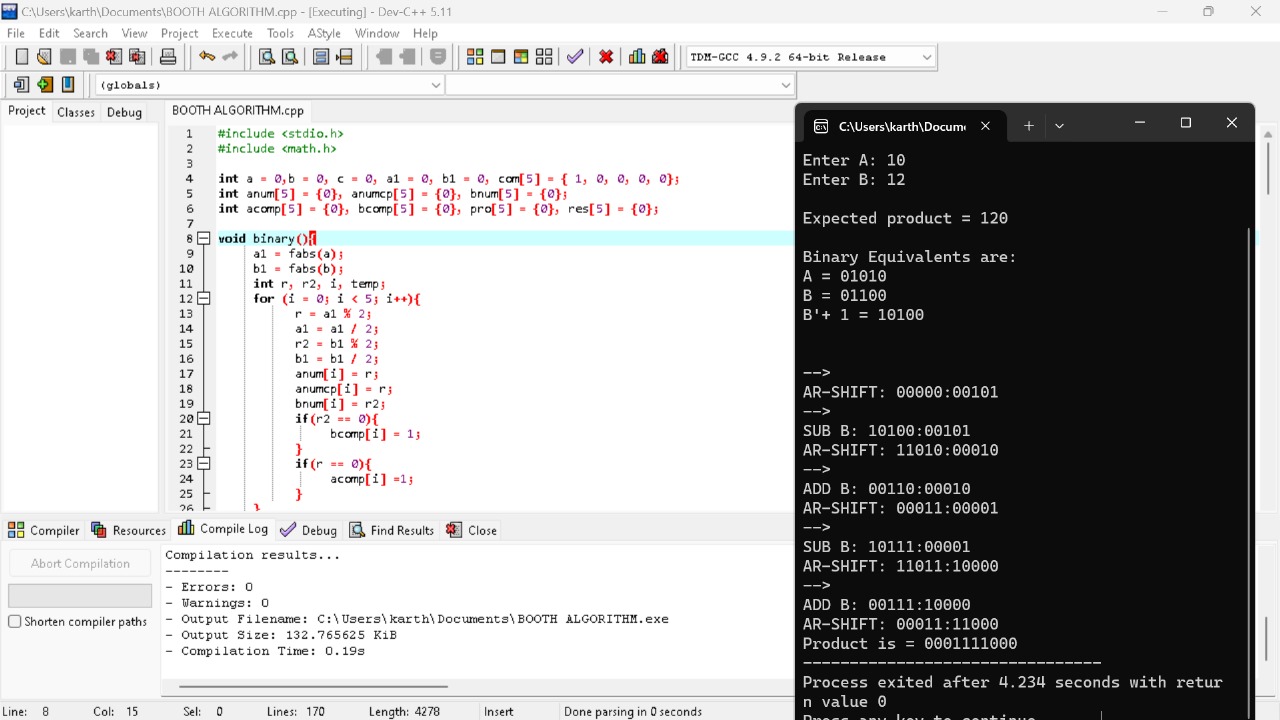 C:\Users\karth\Documents\BOOTH ALGORITHM.cpp - [Executing] - Dev-C++ 5.11
File Edit Search View Project Execute Tools AStyle Window Help
TDM-GCC 4.9.2 64-bit Release
(globals)
Project Classes Debug
BOOTH ALGORITHM.cpp
1 #include <stdio.h>
2 #include <math.h>
3
4 int a = 0,b = 0, c = 0, a1 = 0, b1 = 0, com[5] = { 1, 0, 0, 0, 0};
5 int anum[5] = {0}, anumcp[5] = {0}, bnum[5] = {0};
6 int acomp[5] = {0}, bcomp[5] = {0}, pro[5] = {0}, res[5] = {0};
7
8 void binary(){
9 a1 = fabs(a);
10 b1 = fabs(b);
11 int r, r2, i, temp;
12 for (i = 0; i < 5; i++){
13 r = a1 % 2;
14 a1 = a1 / 2;
15 r2 = b1 % 2;
16 b1 = b1 / 2;
17 anum[i] = r;
18 anumcp[i] = r;
19 bnum[i] = r2;
20 if(r2 == 0){
21 bcomp[i] = 1;
22 }
23 if(r == 0){
24 acomp[i] =1;
25 }
26 }
Compiler Resources Compile Log Debug Find Results Close
Abort Compilation
Shorten compiler paths
Compilation results...
--------
- Errors: 0
- Warnings: 0
- Output Filename: C:\Users\karth\Documents\BOOTH ALGORITHM.exe
- Output Size: 132.765625 KiB
- Compilation Time: 0.19s
Line: 8 Col: 15 Sel: 0 Lines: 170 Length: 4278 Insert Done parsing in 0 seconds
C:\Users\karth\Docum
Enter A: 10
Enter B: 12
Expected product = 120
Binary Equivalents are:
A = 01010
B = 01100
B'+ 1 = 10100
-->
AR-SHIFT: 00000:00101
-->
SUB B: 10100:00101
AR-SHIFT: 11010:00010
-->
ADD B: 00110:00010
AR-SHIFT: 00011:00001
-->
SUB B: 10111:00001
AR-SHIFT: 11011:10000
-->
ADD B: 00111:10000
AR-SHIFT: 00011:11000
Product is = 0001111000
--------------------------------
Process exited after 4.234 seconds with retur
n value 0
Press any key to continue